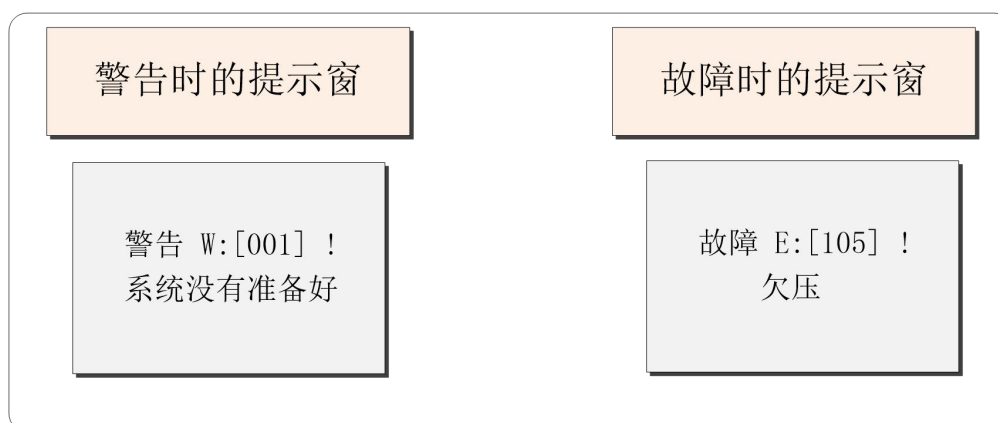 警告时的提示窗
故障时的提示窗
警告 W:[001] !
系统没有准备好
故障 E:[105] !
欠压